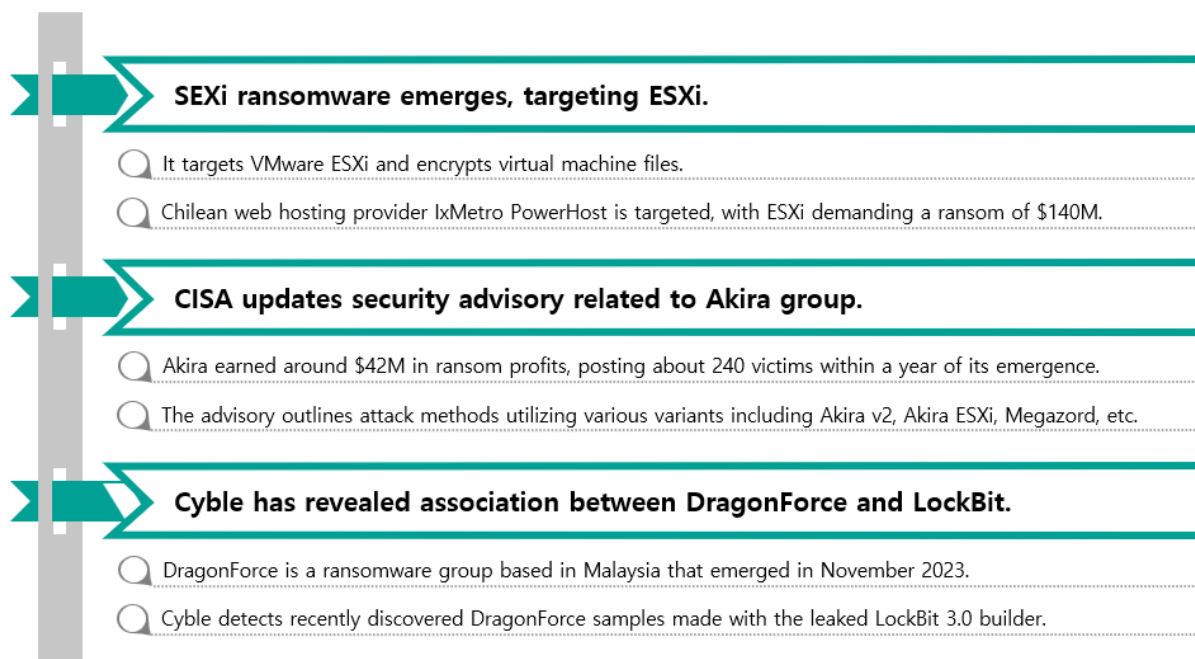 SEXi ransomware emerges, targeting ESXi.
It targets VMware ESXi and encrypts virtual machine files.
Chilean web hosting provider IxMetro PowerHost is targeted, with ESXi demanding a ransom of $140M.
CISA updates security advisory related to Akira group.
Akira earned around $42M in ransom profits, posting about 240 victims within a year of its emergence.
The advisory outlines attack methods utilizing various variants including Akira v2, Akira ESXi, Megazord, etc.
Cyble has revealed association between DragonForce and LockBit.
DragonForce is a ransomware group based in Malaysia that emerged in November 2023.
Cyble detects recently discovered DragonForce samples made with the leaked LockBit 3.0 builder.